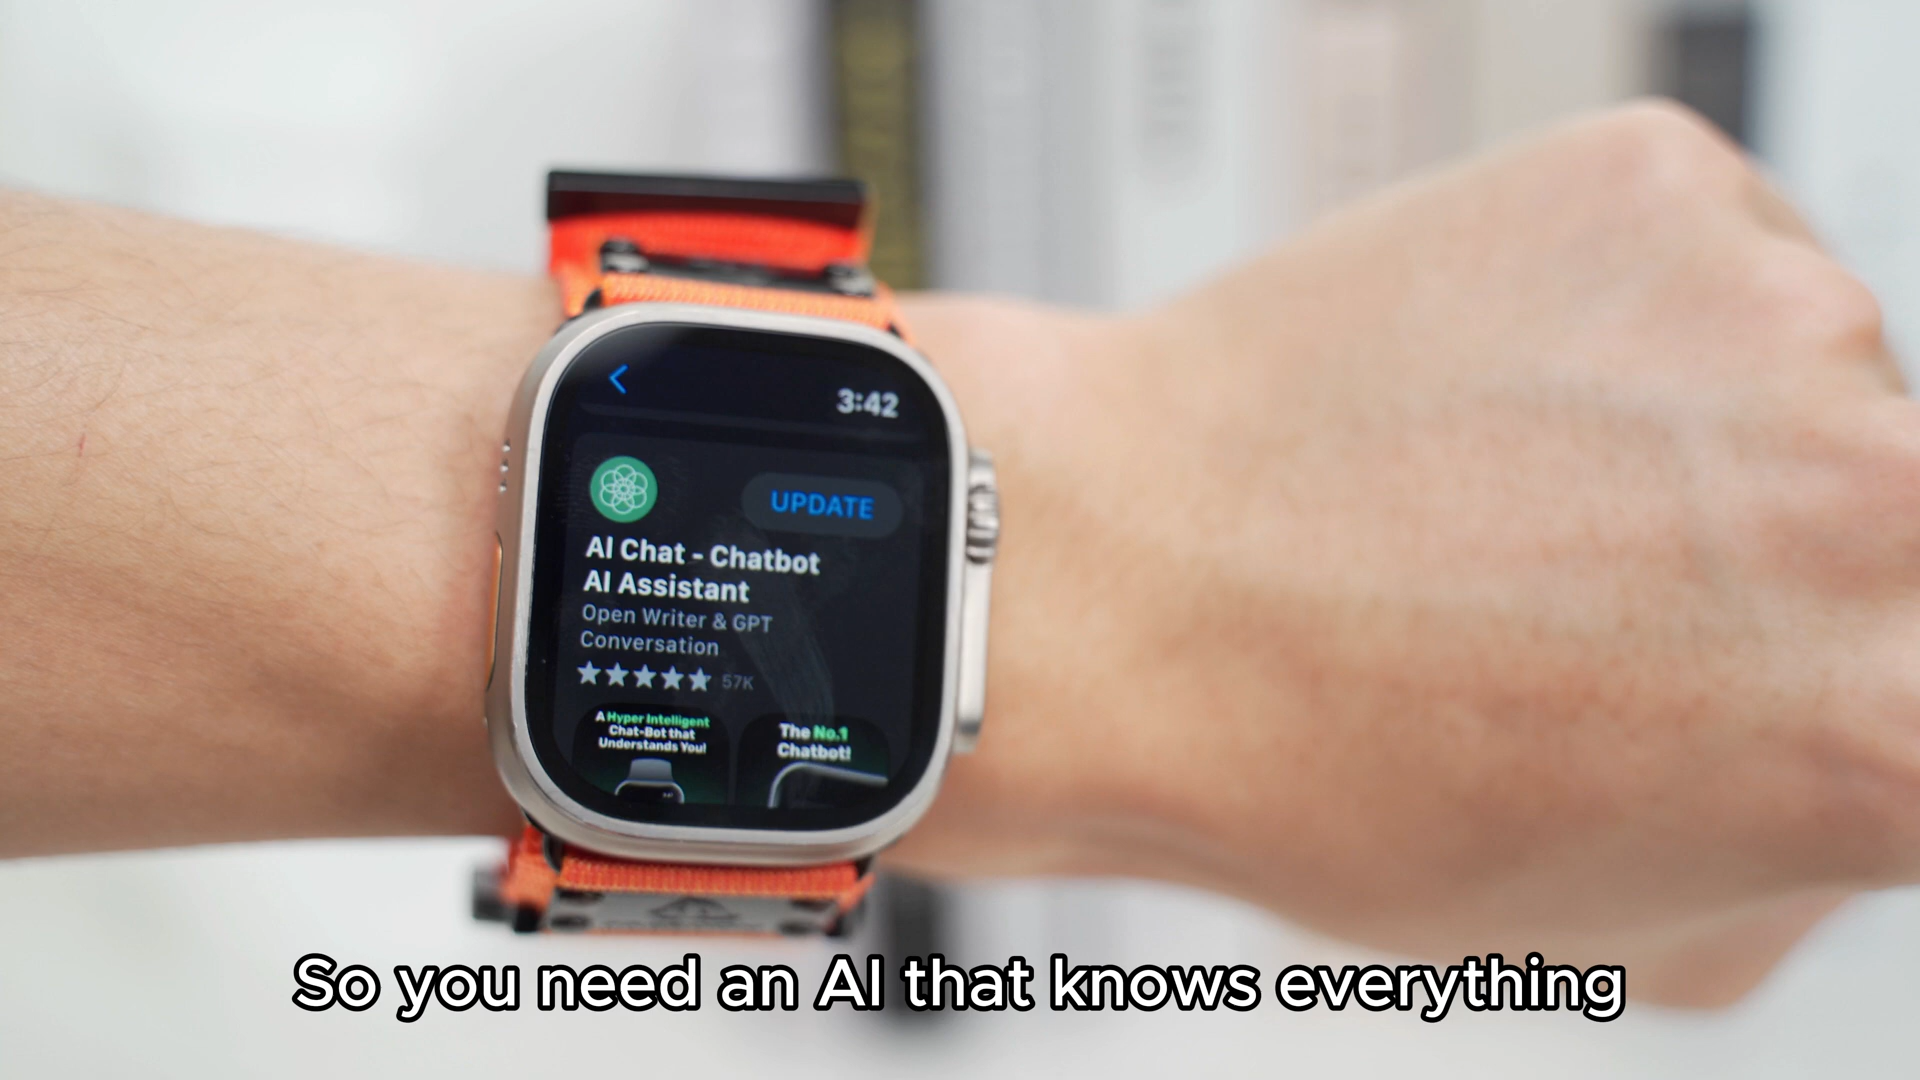 3:42
UPDATE
AI Chat - Chatbot
AI Assistant
Open Writer & GPT
Conversation
57K
A Hyper Intelligent
Chat-Bot that
Understands You!
The No.1
Chatbot!
So you need an AI that knows everything